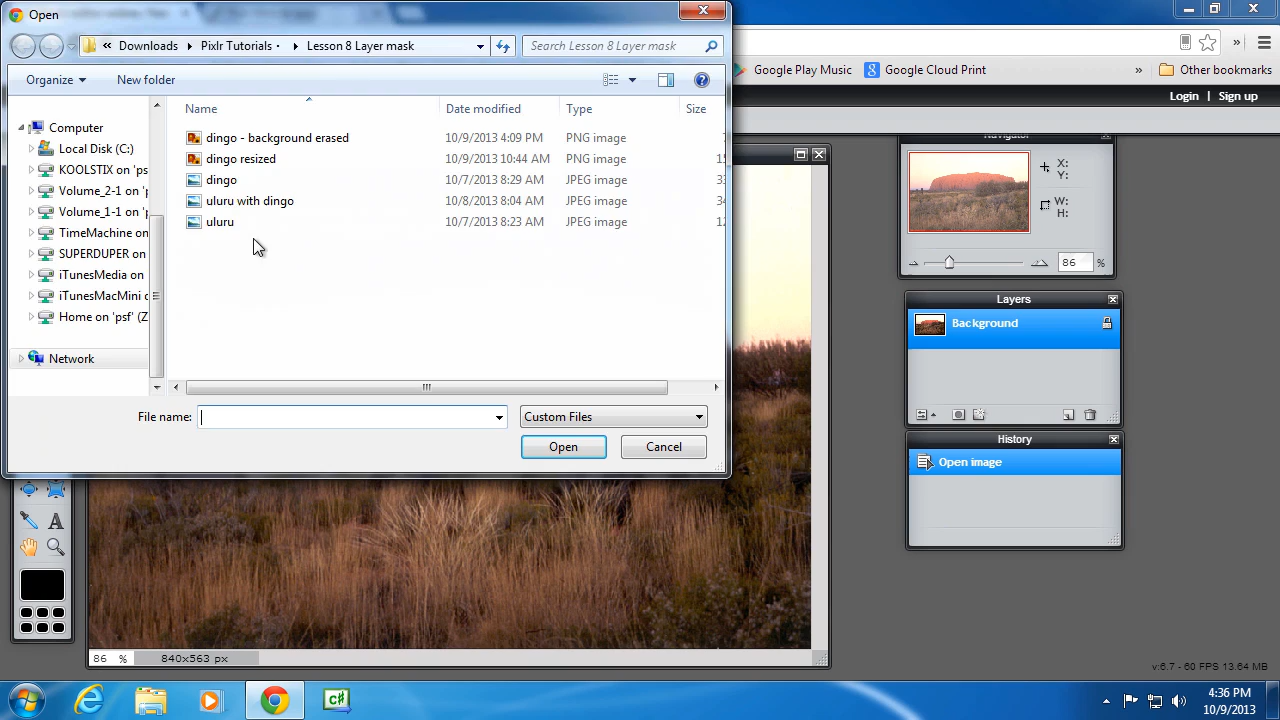 Open
« Downloads Pixlr Tutorials Lesson 8 Layer mask
Search Lesson 8 Layer mask
Organize New folder
Name Date modified Type Size
Computer
Local Disk (C:)
KOOLSTIX on 'ps
Volume_2-1 on 'p
Volume_1-1 on 'p
TimeMachine on
SUPERDUPER on
iTunesMedia on
iTunesMacMini c
Home on 'psf' (Z
Network
dingo - background erased 10/9/2013 4:09 PM PNG image
dingo resized 10/9/2013 10:44 AM PNG image 15
dingo 10/7/2013 8:29 AM JPEG image 33
uluru with dingo 10/8/2013 8:04 AM JPEG image 34
uluru 10/7/2013 8:23 AM JPEG image 12
File name: Custom Files
Open Cancel
» 
Google Play Music Google Cloud Print » Other bookmarks
Login | Sign up
Navigator
X:
Y:
W:
H:
86 %
Layers
Background
History
Open image
A
86 % 840x563 px
v:6.7 - 60 FPS 13.64 MB
C#
4:36 PM
10/9/2013